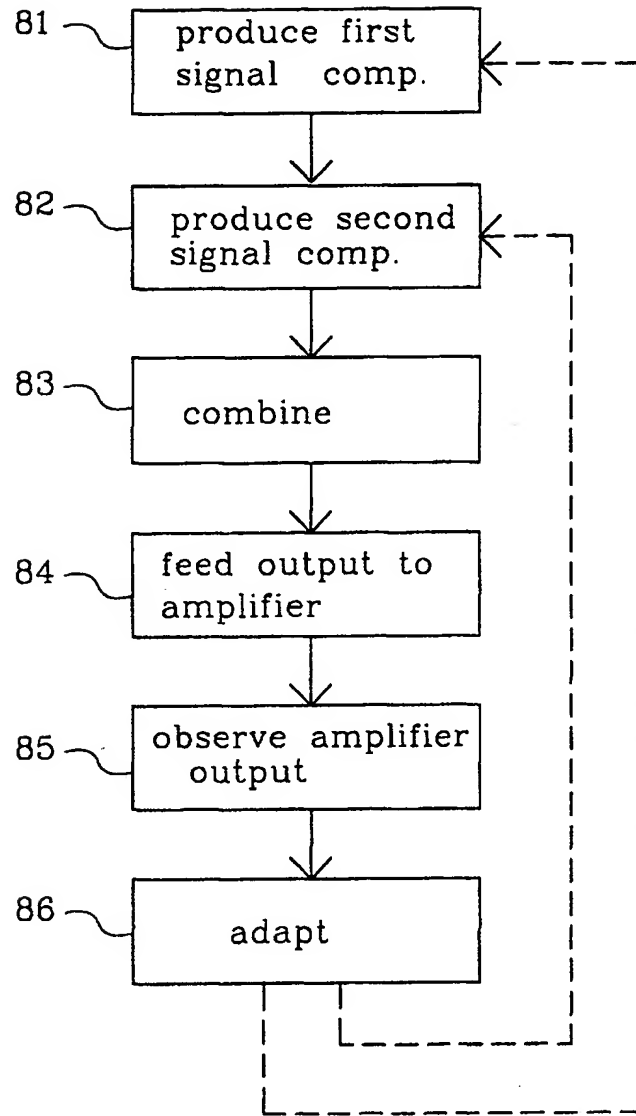 81
produce first
signal comp.
82
produce second
signal comp.
83
combine
84
feed output to
amplifier
85
observe amplifier
output
86
adapt